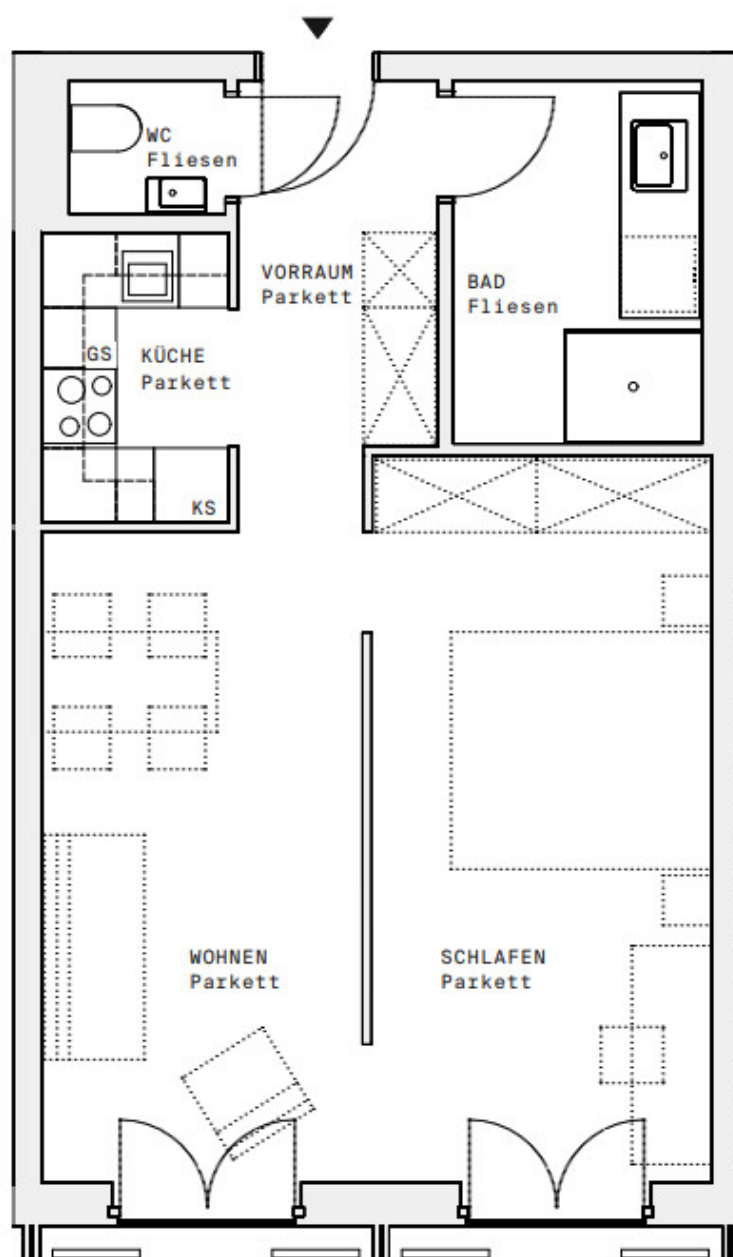 WC
Fliesen
VORRAUM
Parkett
BAD
Fliesen
GS
KÜCHE
Parkett
KS
WOHNEN
Parkett
SCHLAFEN
Parkett